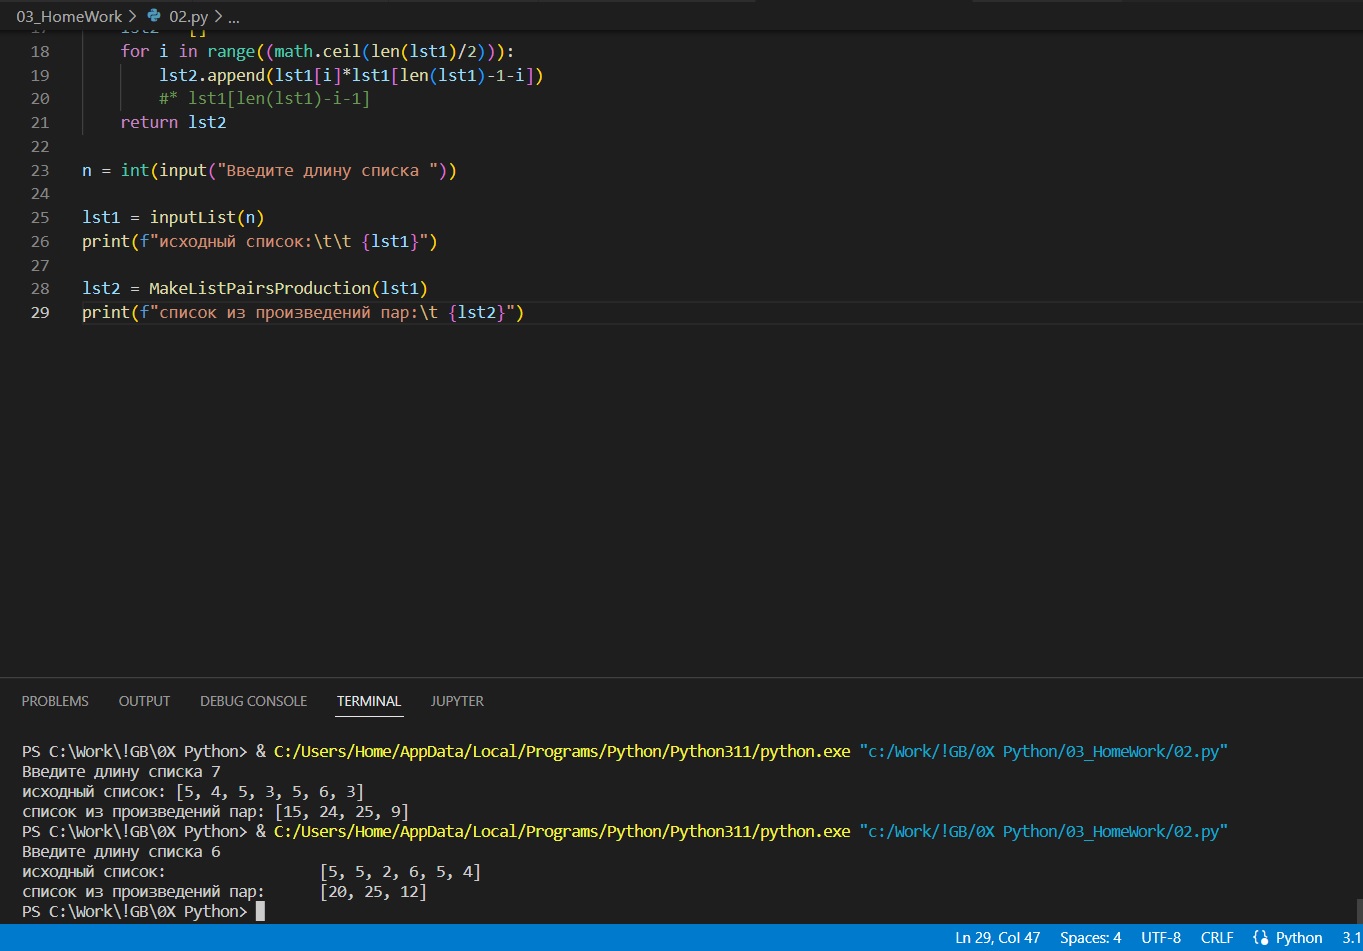 03_HomeWork > 02.py > ...
17 lst2 = []
18 for i in range((math.ceil(len(lst1)/2))):
19 lst2.append(lst1[i]*lst1[len(lst1)-1-i])
20 #* lst1[len(lst1)-i-1]
21 return lst2
22
23 n = int(input("Введите длину списка "))
24
25 lst1 = inputList(n)
26 print(f"исходный список:\t\t {lst1}")
27
28 lst2 = MakeListPairsProduction(lst1)
29 print(f"список из произведений пар:\t {lst2}")
PROBLEMS OUTPUT DEBUG CONSOLE TERMINAL JUPYTER
PS C:\Work\!GB\0X Python> & C:/Users/Home/AppData/Local/Programs/Python/Python311/python.exe "c:/Work/!GB/0X Python/03_HomeWork/02.py"
Введите длину списка 7
исходный список: [5, 4, 5, 3, 5, 6, 3]
список из произведений пар: [15, 24, 25, 9]
PS C:\Work\!GB\0X Python> & C:/Users/Home/AppData/Local/Programs/Python/Python311/python.exe "c:/Work/!GB/0X Python/03_HomeWork/02.py"
Введите длину списка 6
исходный список: [5, 5, 2, 6, 5, 4]
список из произведений пар: [20, 25, 12]
PS C:\Work\!GB\0X Python>
Ln 29, Col 47 Spaces: 4 UTF-8 CRLF Python 3.1